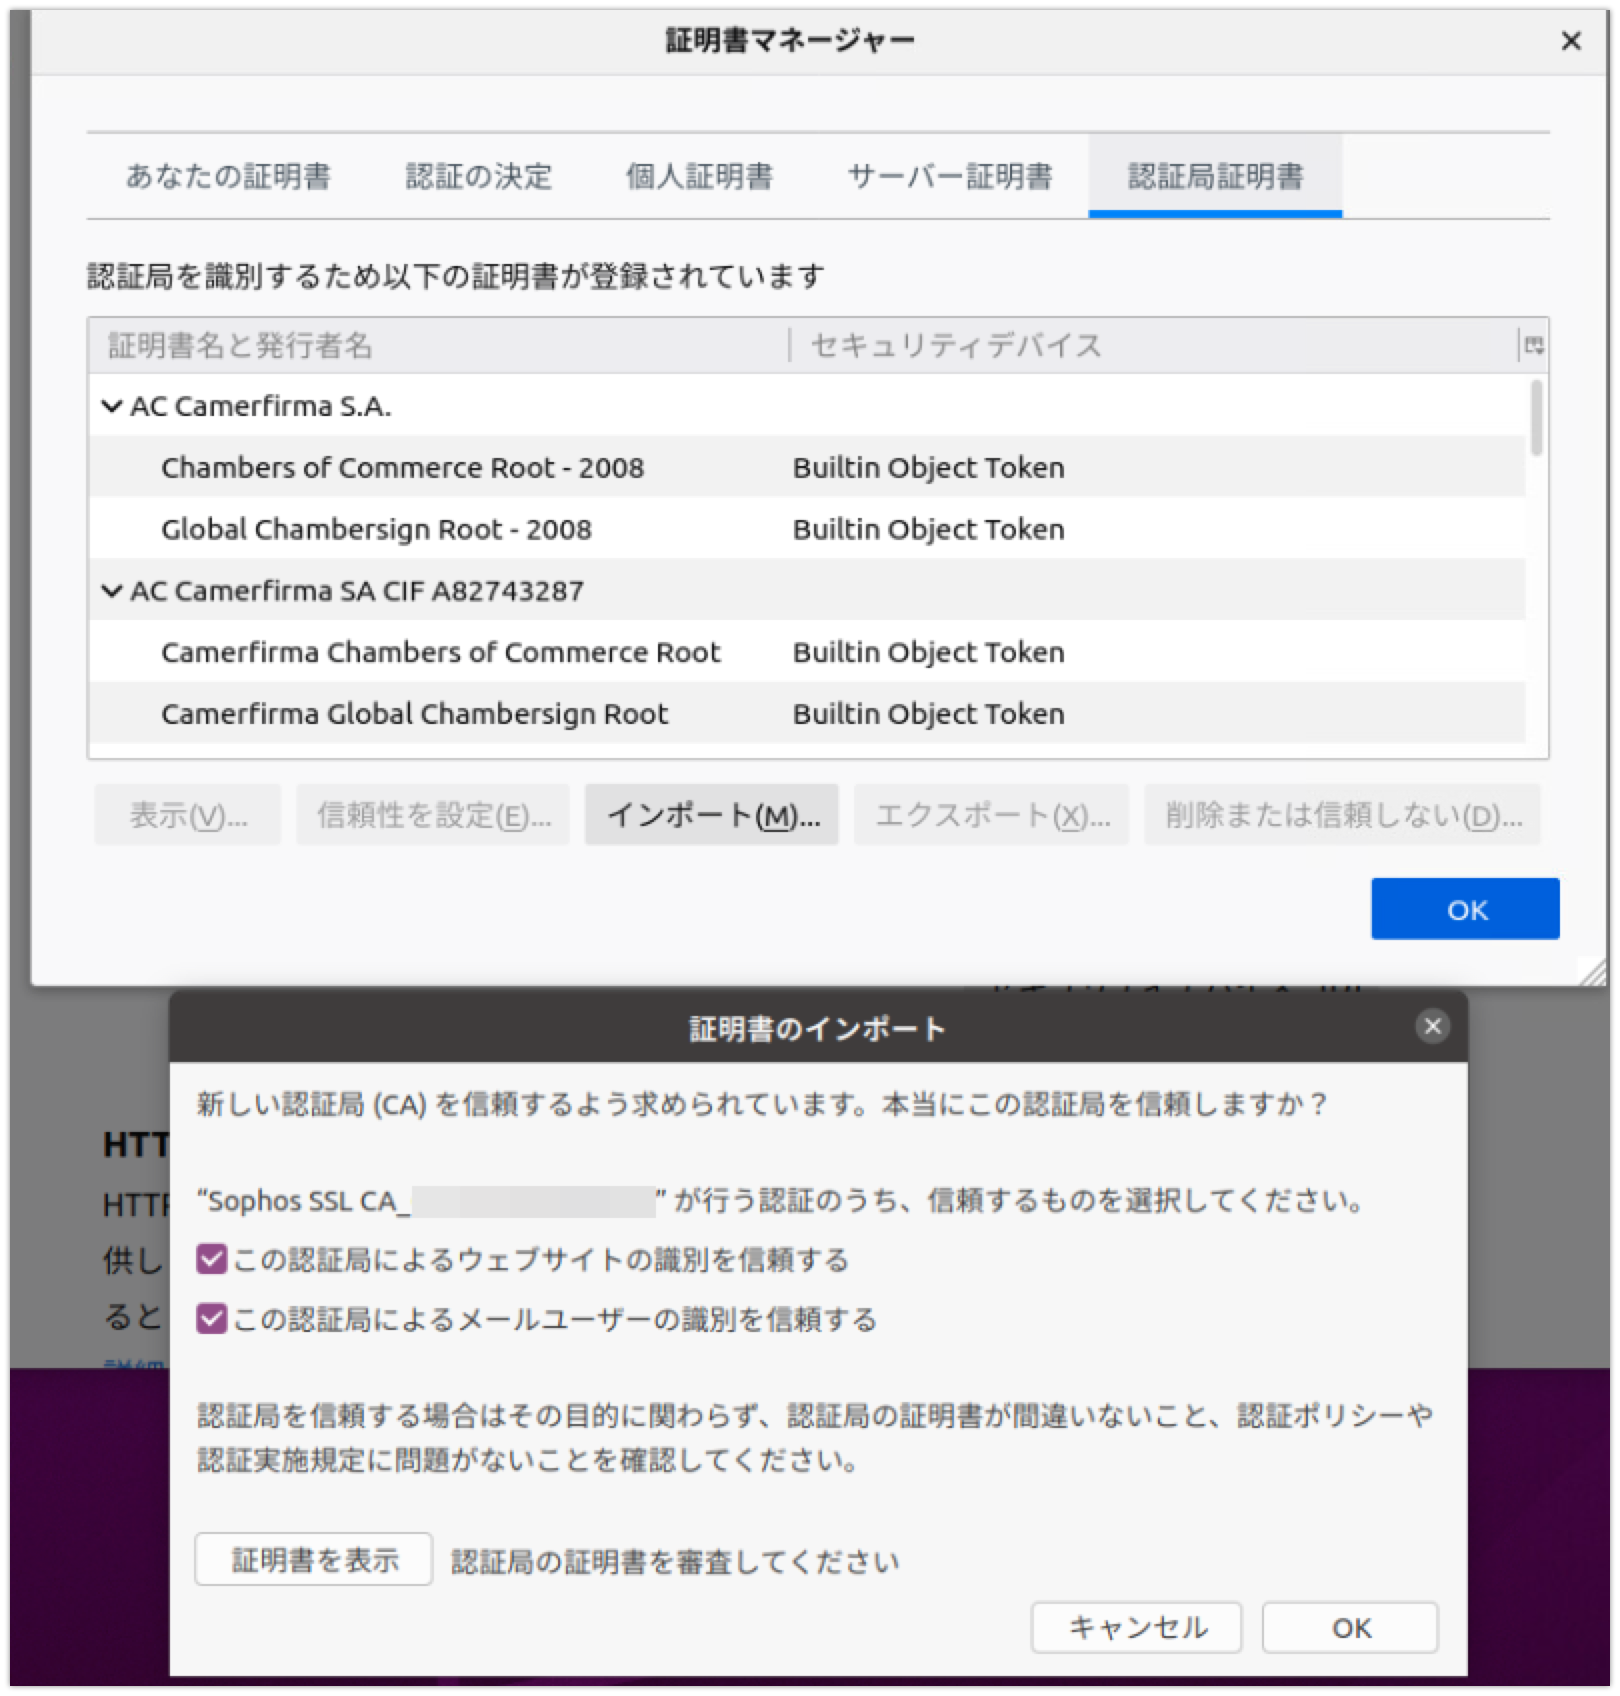 証明書マネージャー
あなたの証明書 認証の決定 個人証明書 サーバー証明書 認証局証明書
認証局を識別するため以下の証明書が登録されています
証明書名と発行者名 セキュリティデバイス
AC Camerfirma S.A.
Chambers of Commerce Root - 2008 Builtin Object Token
Global Chambersign Root - 2008 Builtin Object Token
AC Camerfirma SA CIF A82743287
Camerfirma Chambers of Commerce Root Builtin Object Token
Camerfirma Global Chambersign Root Builtin Object Token
表示(V)... 信頼性を設定(E)... インポート(M)... エクスポート(X)... 削除または信頼しない(D)...
OK
証明書のインポート
新しい認証局 (CA) を信頼するよう求められています。本当にこの認証局を信頼しますか？
“Sophos SSL CA_ ” が行う認証のうち、信頼するものを選択してください。
この認証局によるウェブサイトの識別を信頼する
この認証局によるメールユーザーの識別を信頼する
認証局を信頼する場合はその目的に関わらず、認証局の証明書が間違いないこと、認証ポリシーや
認証実施規定に問題がないことを確認してください。
証明書を表示 認証局の証明書を審査してください
キャンセル OK
HTT
HTTP
供し
ると